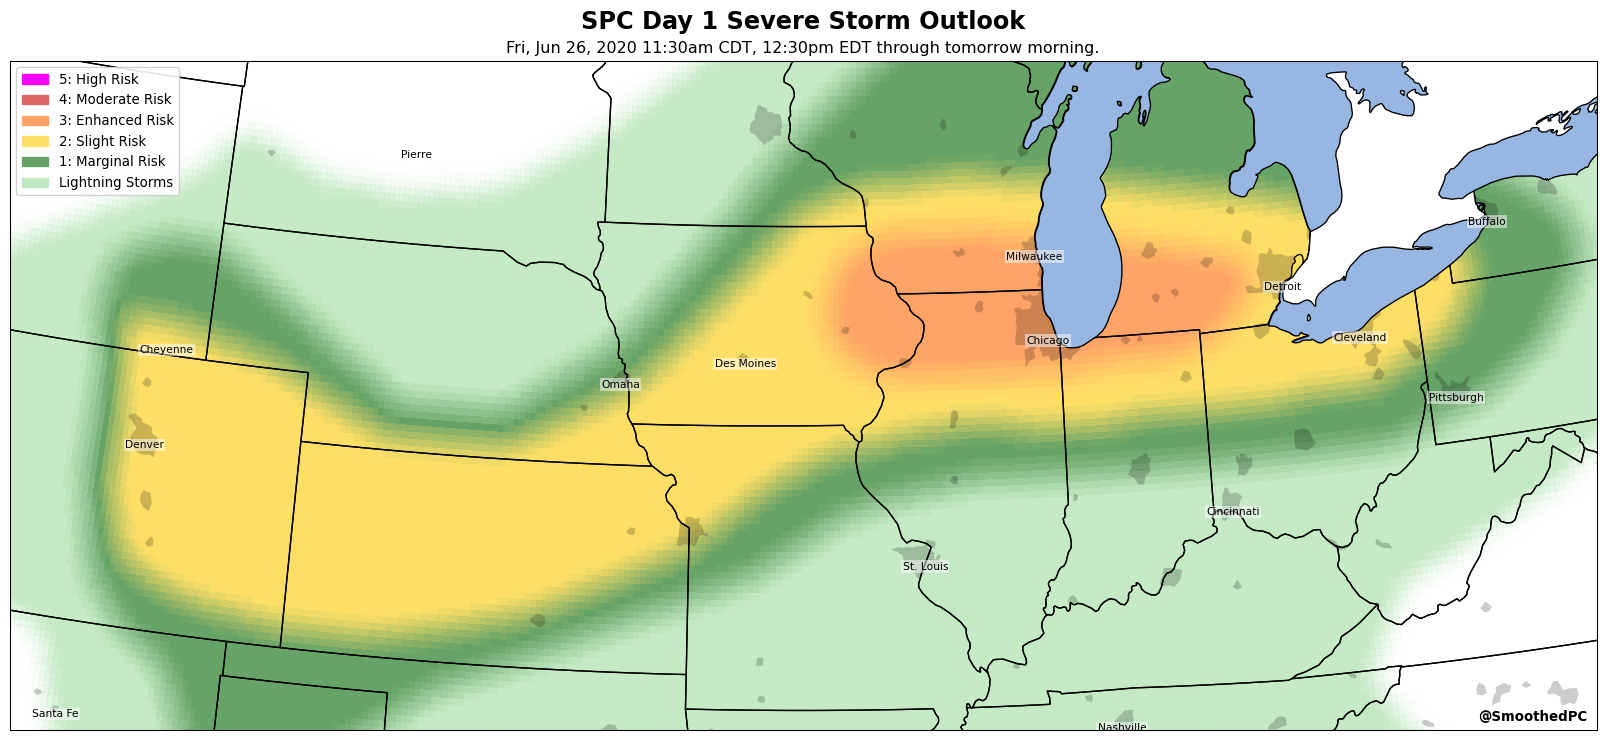 SPC Day 1 Severe Storm Outlook
Fri, Jun 26, 2020 11:30am CDT, 12:30pm EDT through tomorrow morning.
5: High Risk
4: Moderate Risk
3: Enhanced Risk
2: Slight Risk
1: Marginal Risk
Lightning Storms
Pierre
Buffalo
Milwaukee
Detroit
Cleveland
Chicago
Cheyenne
Des Moines
Omaha
Pittsburgh
Denver
Cincinnati
St. Louis
Santa Fe
Nashville
@SmoothedPC